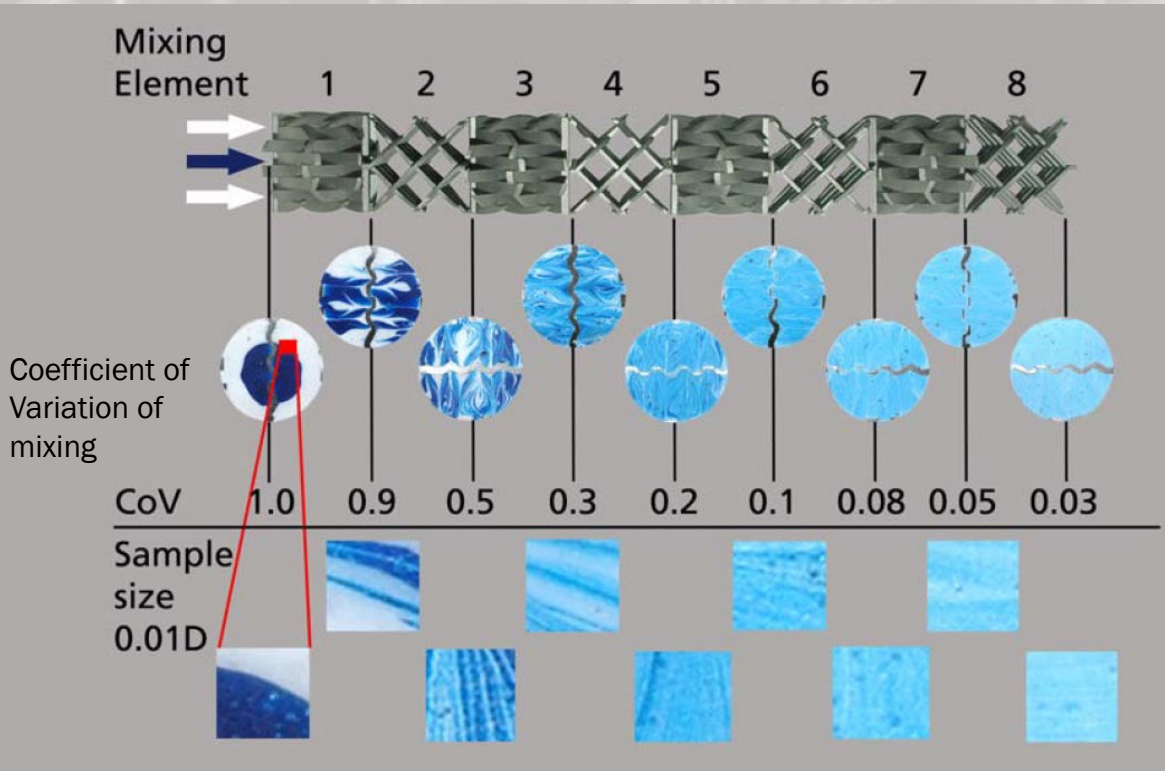 Mixing
Element 1 2 3 4 5 6 7 8
Coefficient of
Variation of
mixing
CoV 1.0 0.9 0.5 0.3 0.2 0.1 0.08 0.05 0.03
Sample
size
0.01D